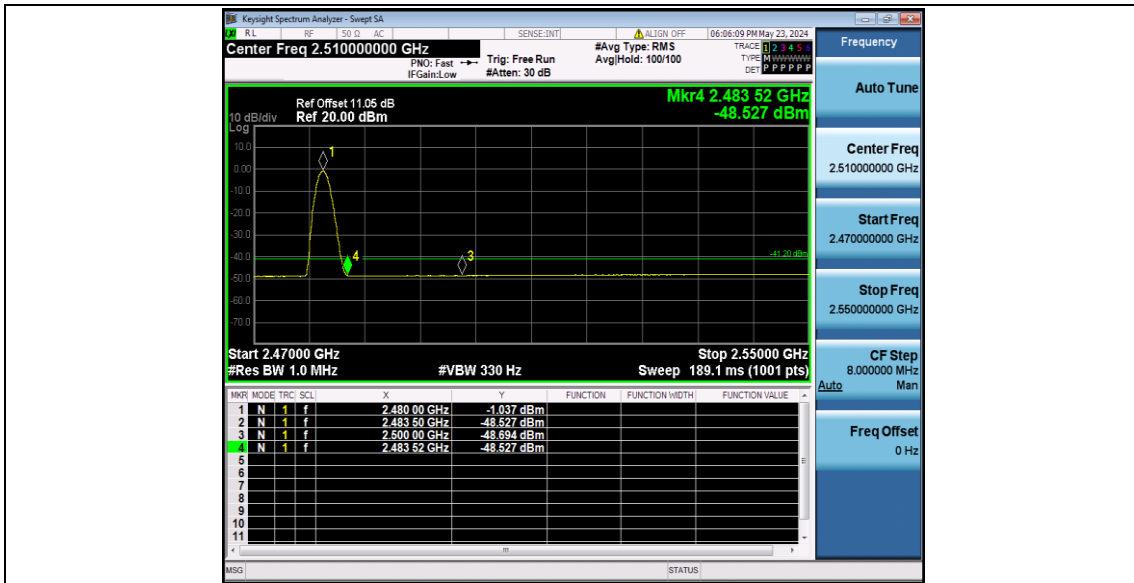 Keysight Spectrum Analyzer - Swept SA
RL RF 50 Ω AC SENSE:INT ALIGN OFF 06:06:09 PM May 23, 2024
Center Freq 2.510000000 GHz
PNO: Fast
IFGain:Low
Trig: Free Run
#Atten: 30 dB
#Avg Type: RMS
Avg|Hold: 100/100
TRACE 1 2 3 4 5 6
TYPE M WWWWW
DET P P P P P P
Frequency
Auto Tune
Center Freq
2.510000000 GHz
Start Freq
2.470000000 GHz
Stop Freq
2.550000000 GHz
CF Step
8.000000 MHz
Auto Man
Freq Offset
0 Hz
Mkr4 2.483 52 GHz
-48.527 dBm
Ref Offset 11.05 dB
10 dB/div Ref 20.00 dBm
Log
10.0
0.00
-10.0
-20.0
-30.0
-40.0
-50.0
-60.0
-70.0
1
4
3
-41.20 dBm
Start 2.47000 GHz Stop 2.55000 GHz
#Res BW 1.0 MHz #VBW 330 Hz Sweep 189.1 ms (1001 pts)
MKR MODE TRC SCL X Y FUNCTION FUNCTION WIDTH FUNCTION VALUE
1 N 1 f 2.480 00 GHz -1.037 dBm
2 N 1 f 2.483 50 GHz -48.527 dBm
3 N 1 f 2.500 00 GHz -48.694 dBm
4 N 1 f 2.483 52 GHz -48.527 dBm
5
6
7
8
9
10
11
MSG STATUS